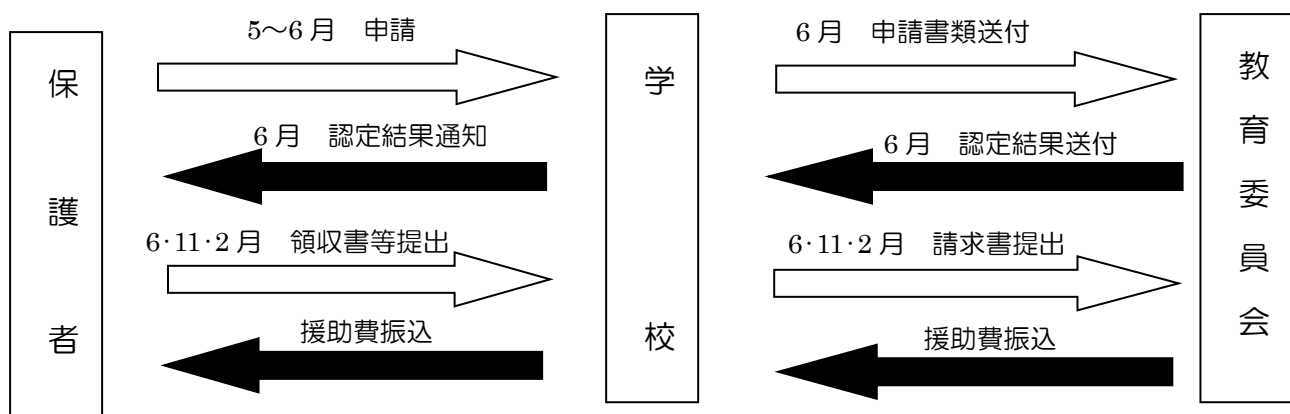 保護者
5〜6月 申請
6月 認定結果通知
6·11·2月 領収書等提出
援助費振込
学校
6月 申請書類送付
6月 認定結果送付
6·11·2月 請求書提出
援助費振込
教育委員会